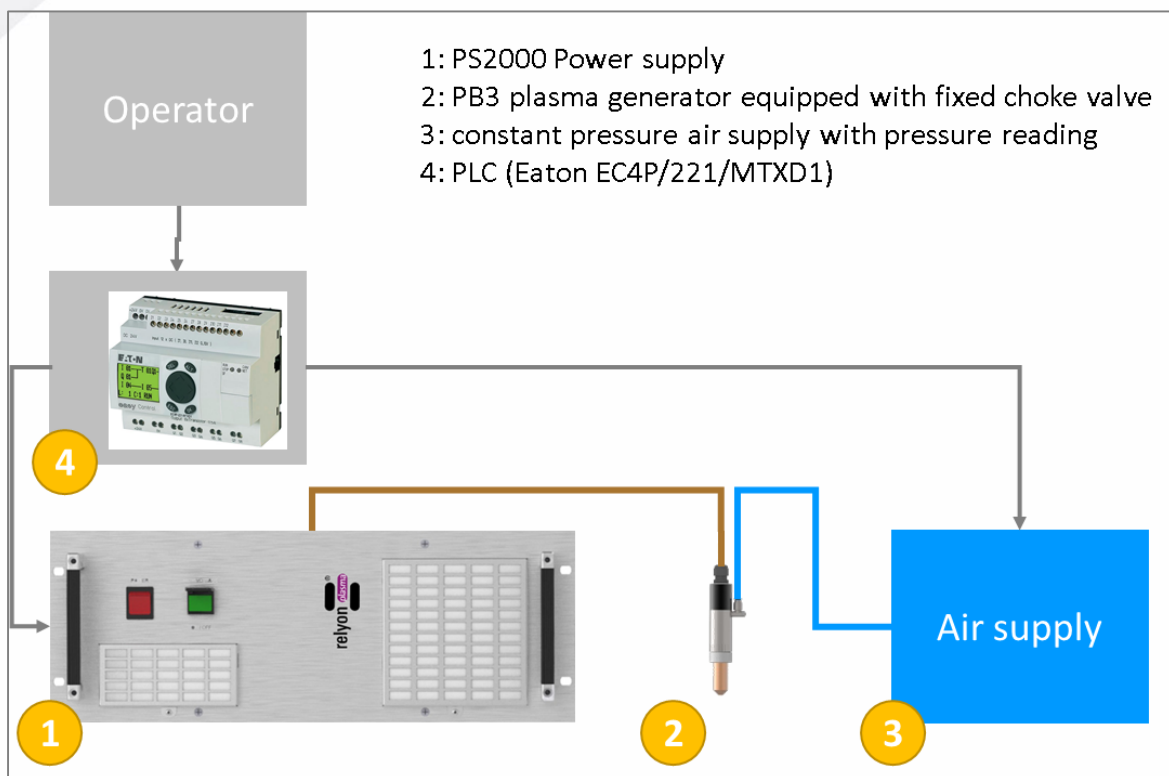 Operator
1: PS2000 Power supply
2: PB3 plasma generator equipped with fixed choke valve
3: constant pressure air supply with pressure reading
4: PLC (Eaton EC4P/221/MTXD1)
4
relyon plasma
Air supply
1
2
3